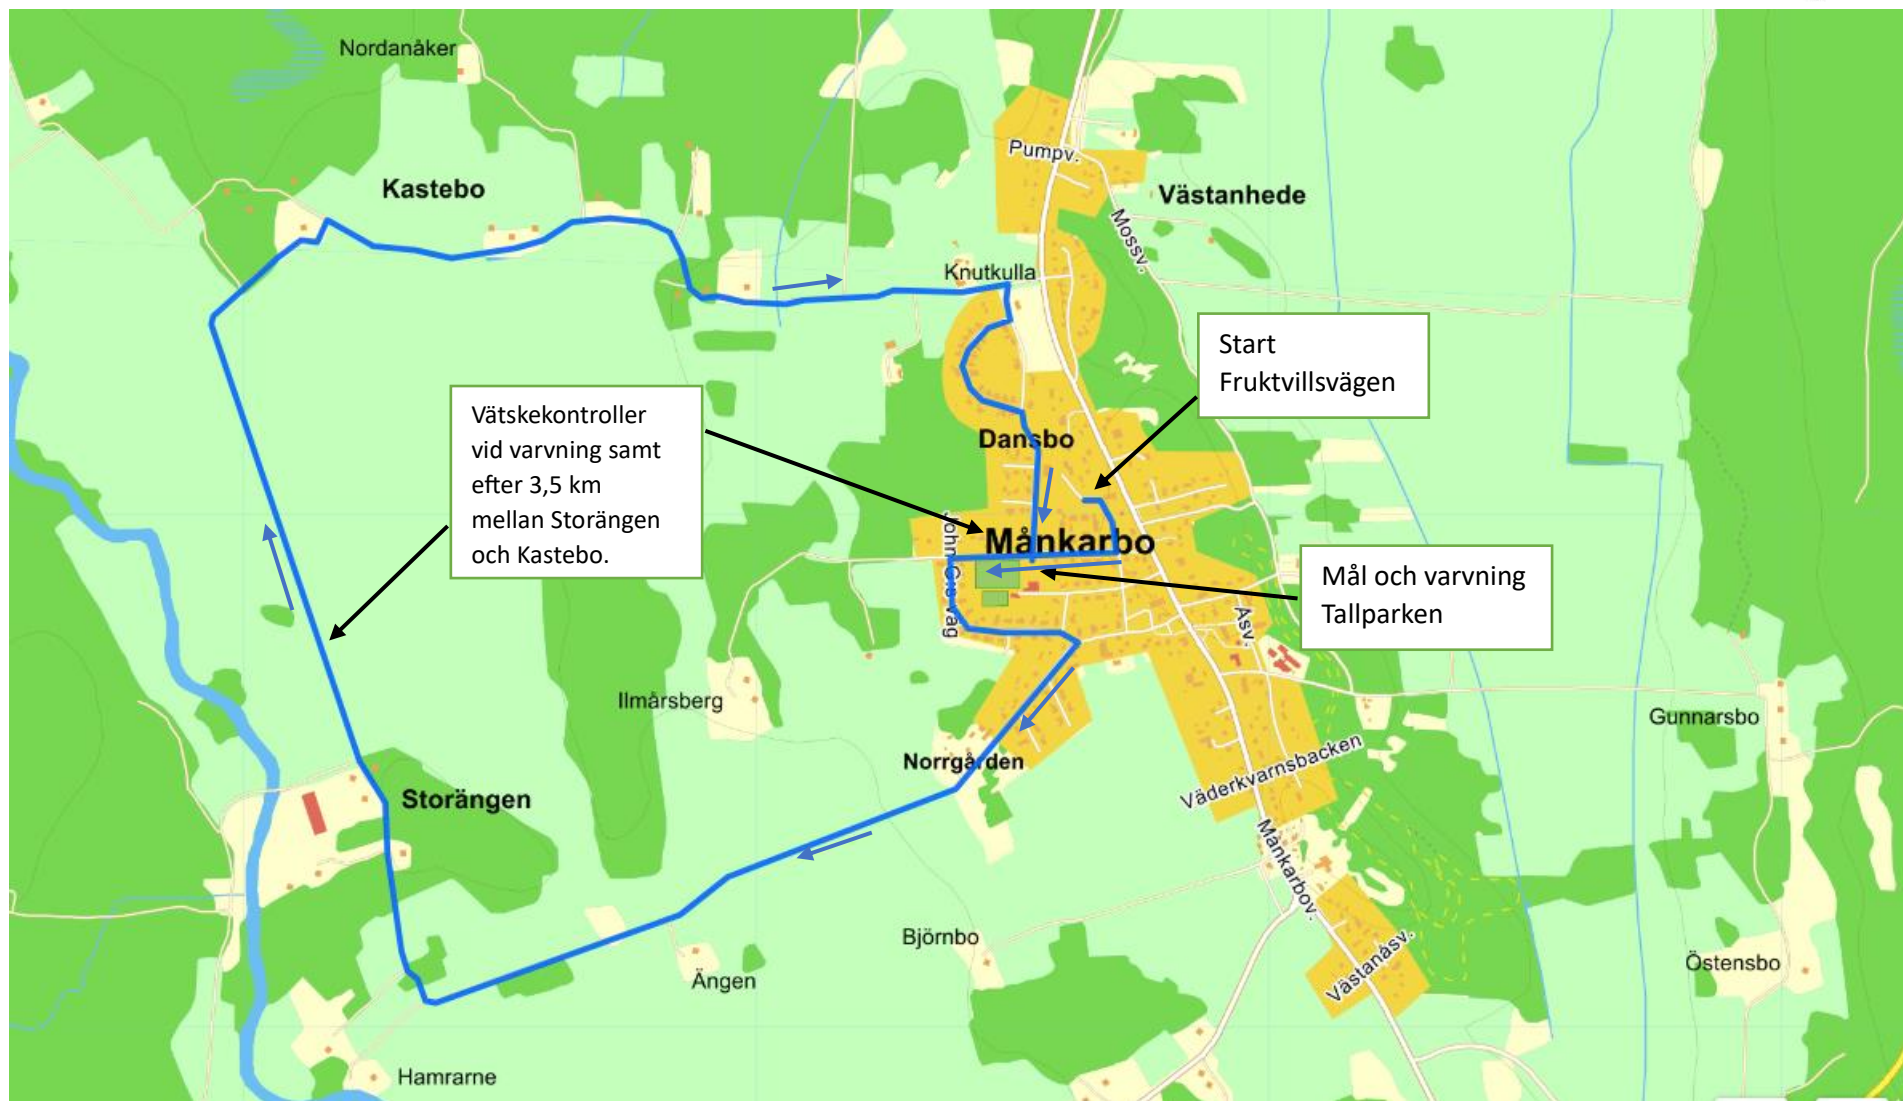 Nordanåker
Pumpv.
Kastebo
Västanhede
Mossv.
Knutkulla
Start
Fruktvillsvägen
Vätskekontroller
vid varvning samt
efter 3,5 km
mellan Storängen
och Kastebo.
Dansbo
Månkarbo
Mål och varvning
Tallparken
Åsv.
Ilmårsberg
Gunnarsbo
Norrgården
Väderkvarnsbacken
Storängen
Månkarbov.
Björnbo
Västanåsv.
Östensbo
Ängen
Hamrarne